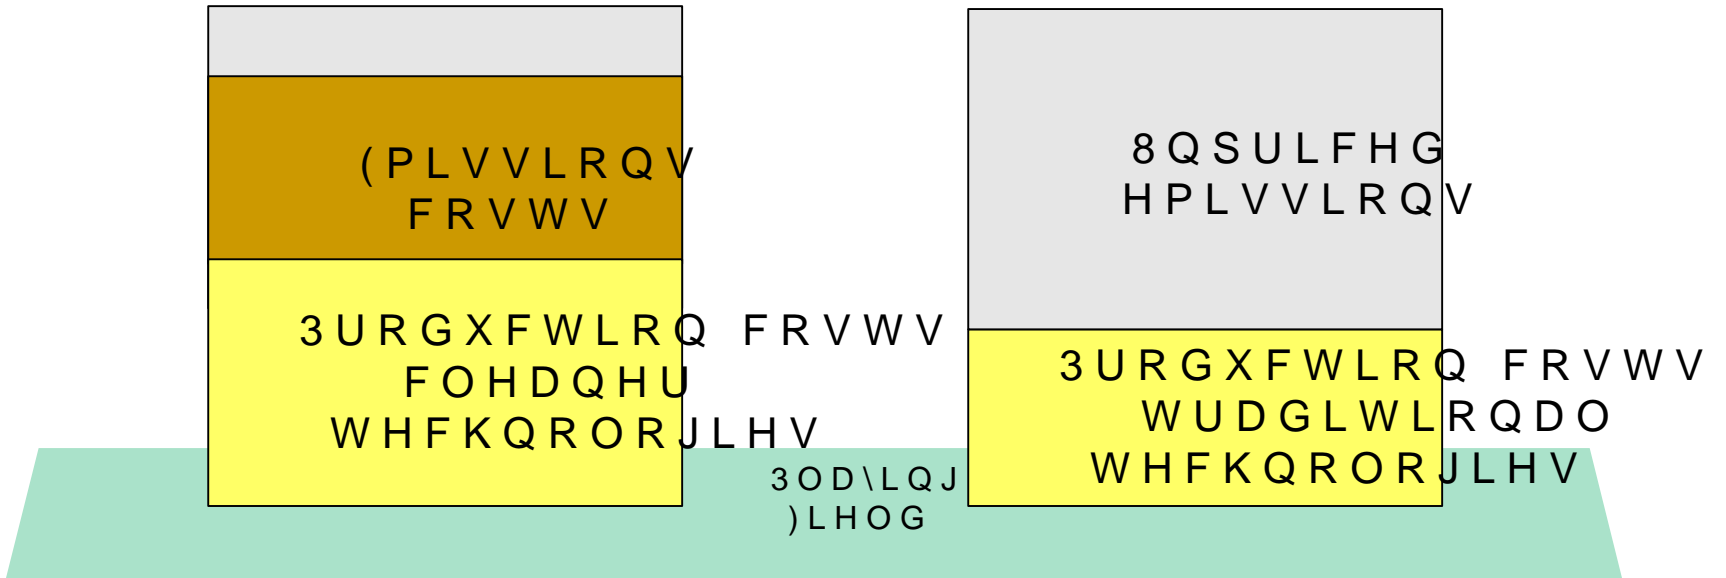 (PLVVLRQV
FRVWV
3URGXFWLRQ FRVWV
FOHDQHU
WHFKQRORJLHV
8QSULFHG
HPLVVLRQV
3URGXFWLRQ FRVWV
WUDGLWLRQDO
WHFKQRORJLHV
3OD\LQJ
)LHOG